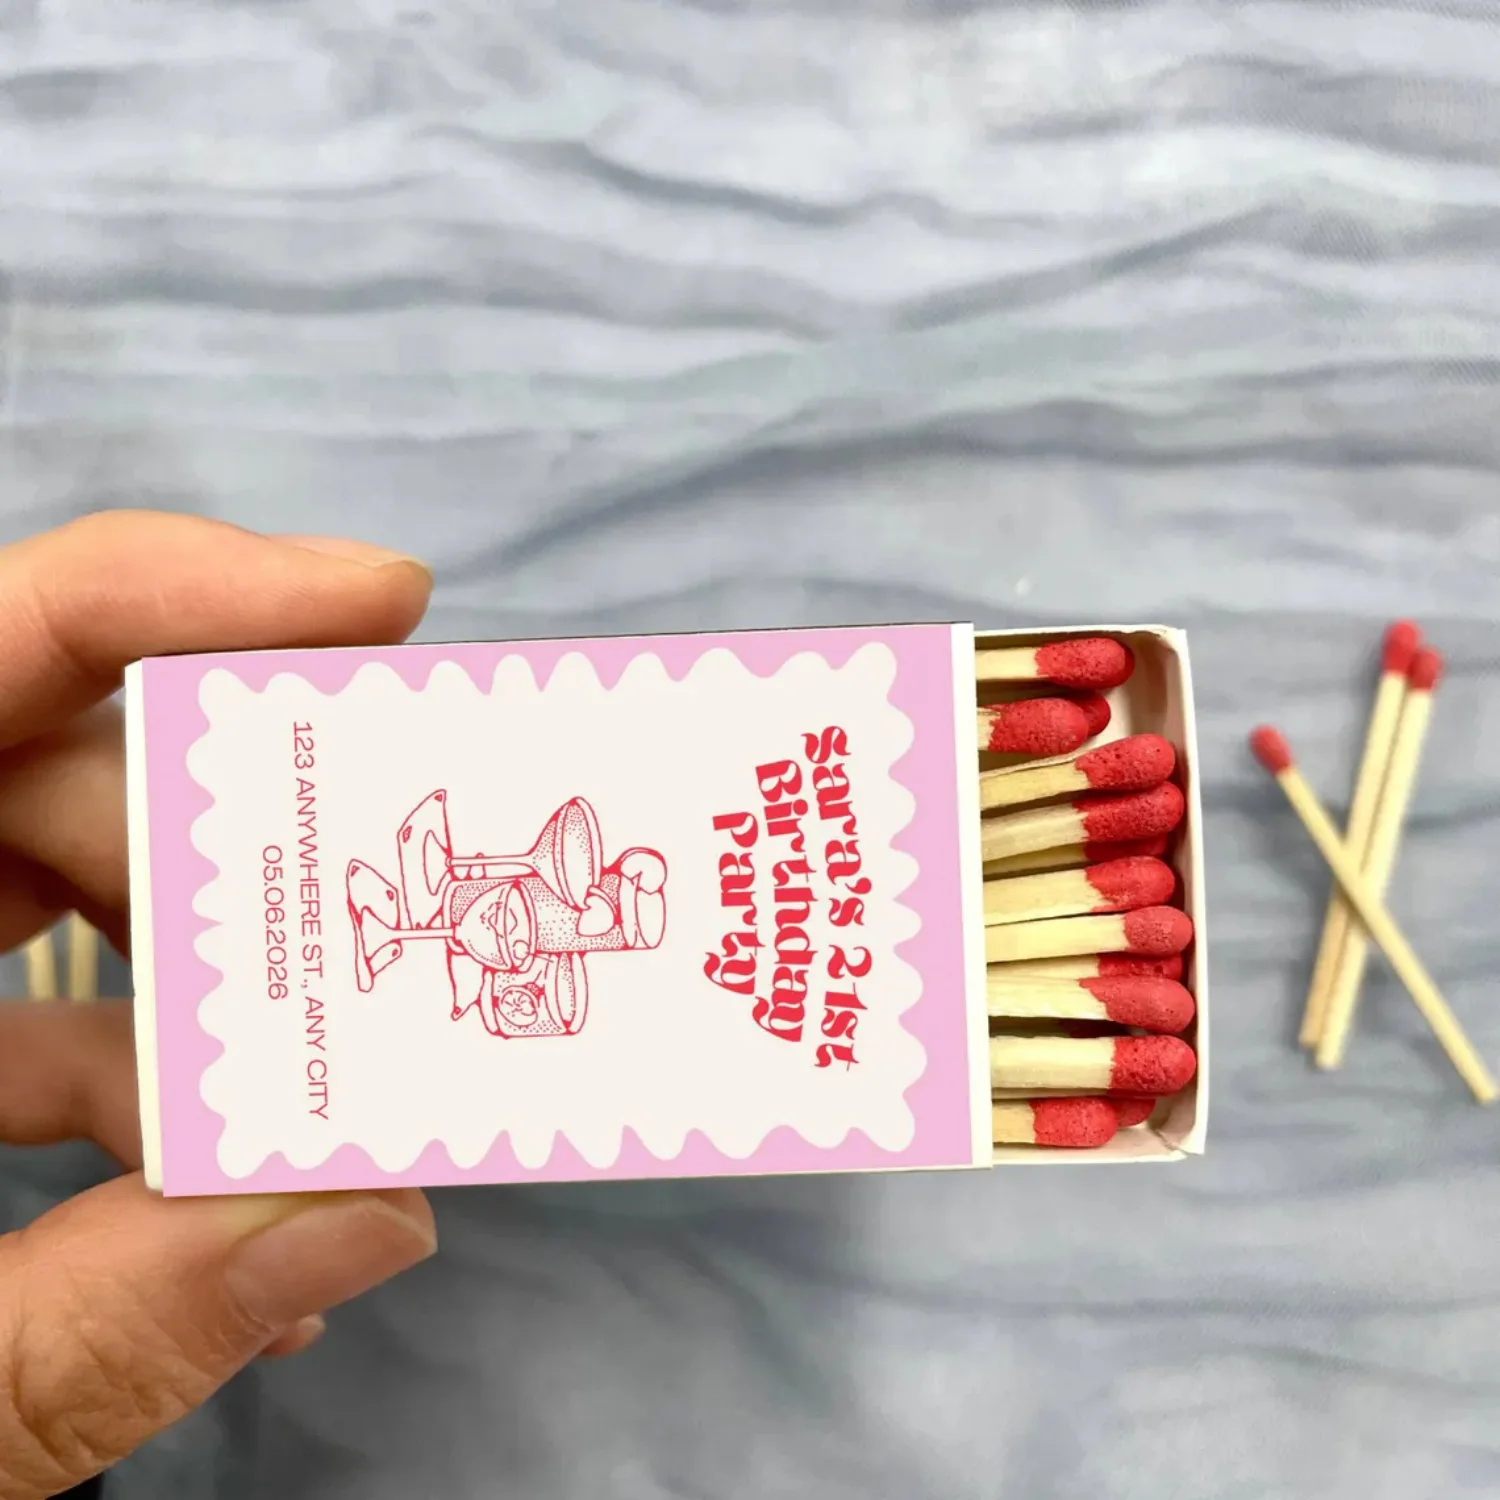 Sara's 21st
Birthday
Party
123 ANYWHERE ST., ANY CITY
05.06.2026